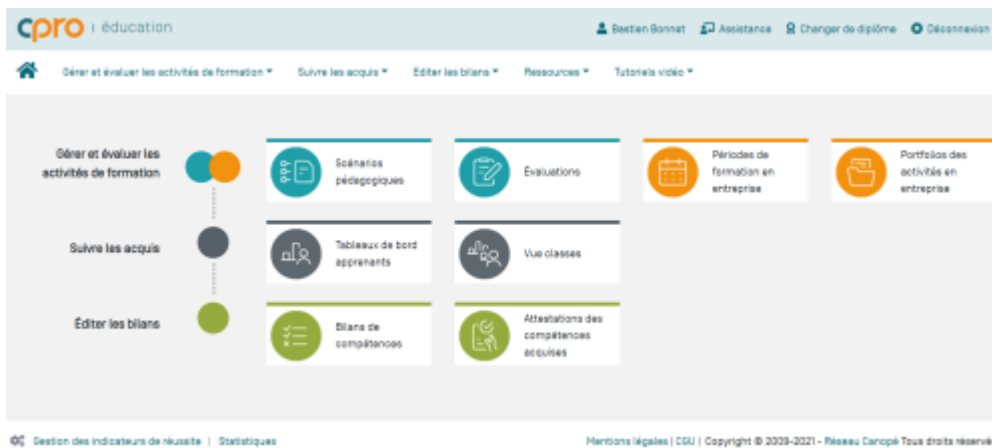 cpro | éducation
Bastien Bonnet Assistance Changer de diplôme Déconnexion
Gérer et évaluer les activités de formation Suivre les acquis Editer les bilans Ressources Tutoriels vidéo
Gérer et évaluer les
activités de formation
Scénarios
pédagogiques
Évaluations
Périodes de
formation en
entreprise
Portfolios des
activités en
entreprise
Suivre les acquis
Tableaux de bord
apprenants
Vue classes
Éditer les bilans
Bilans de
compétences
Attestations des
compétences
acquises
Gestion des indicateurs de réussite | Statistiques
Mentions légales | CGU | Copyright © 2009-2021 - Réseau Canopé Tous droits réservé